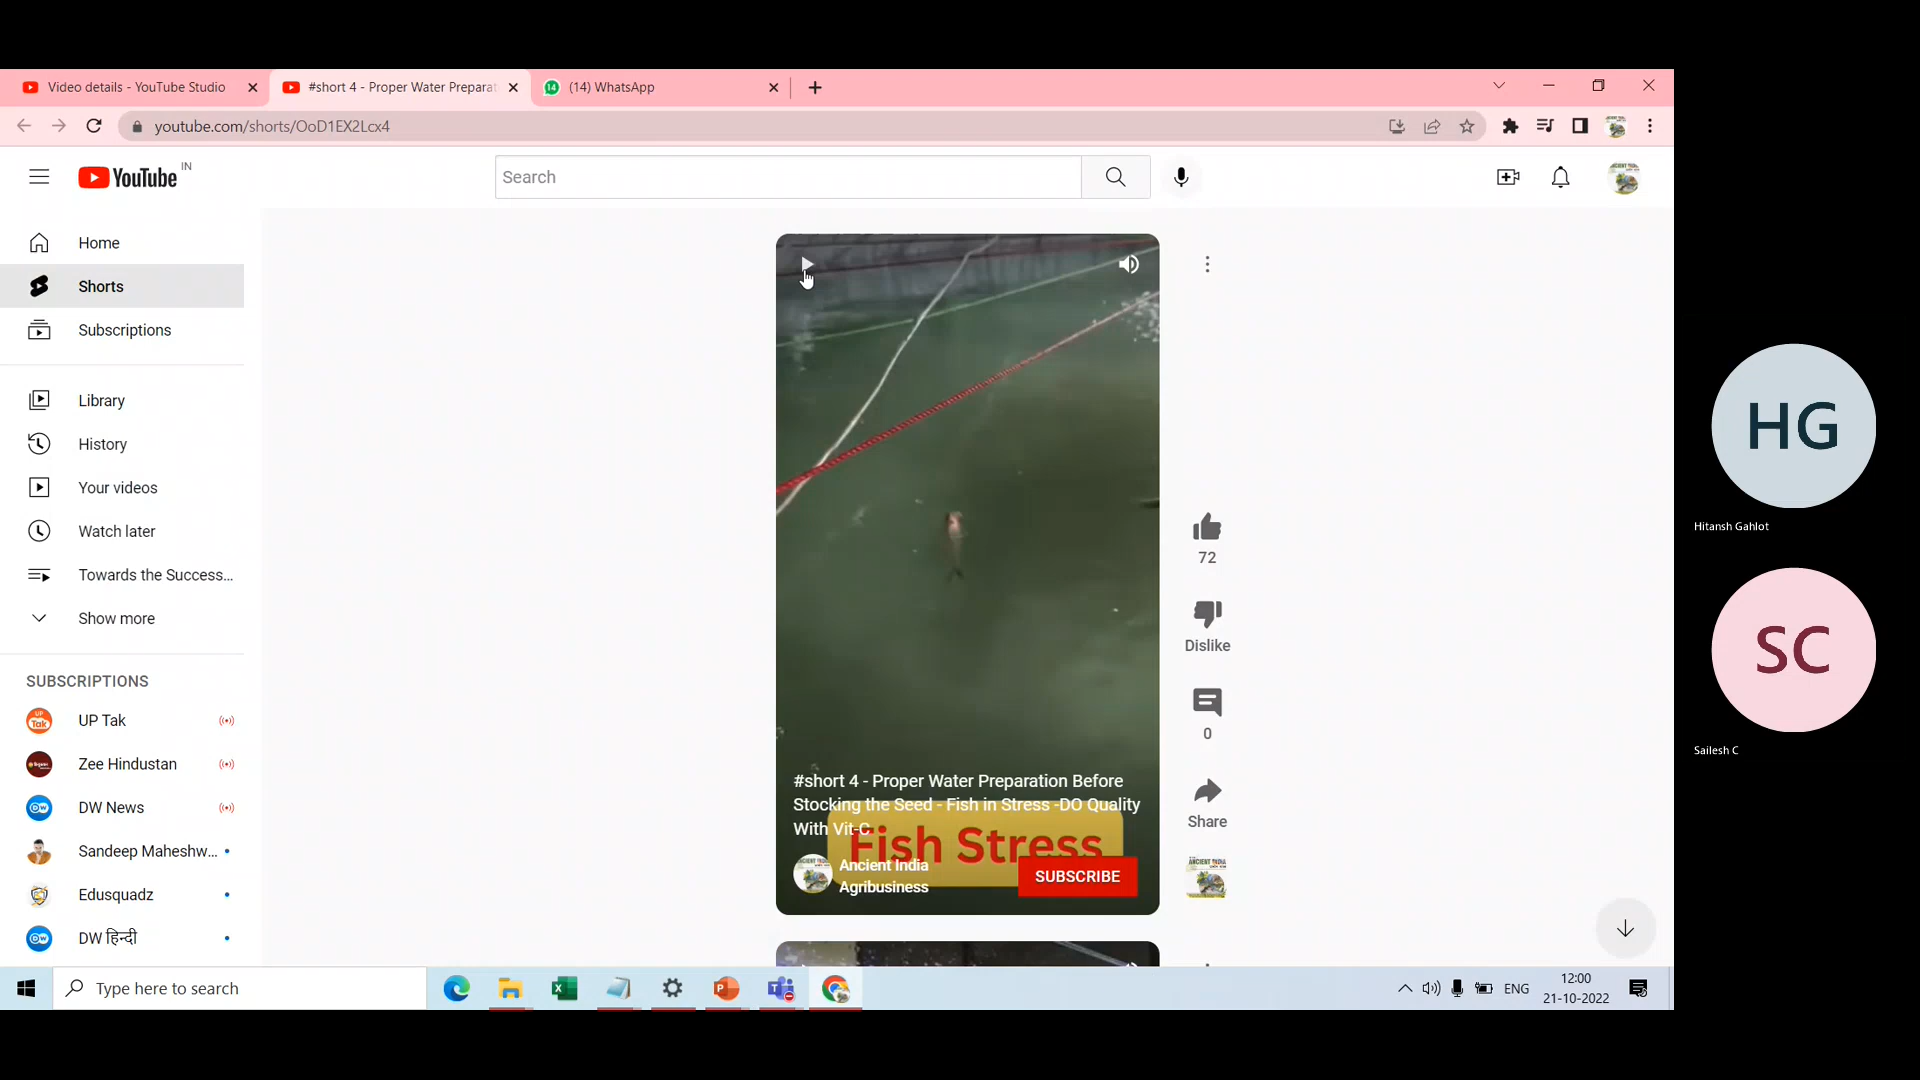 Video details - YouTube Studio
#short 4 - Proper Water Preparat
14
(14) WhatsApp
youtube.com/shorts/OoD1EX2Lcx4
YouTube IN
Search
Home
Shorts
Subscriptions
Library
History
Your videos
Watch later
Towards the Success...
Show more
SUBSCRIPTIONS
UP Tak
Zee Hindustan
DW News
Sandeep Maheshw...
Edusquadz
DW हिन्दी
72
Dislike
0
Share
#short 4 - Proper Water Preparation Before
Stocking the Seed - Fish in Stress -DO Quality
With Vit-C
Fish Stress
Ancient India
Agribusiness
SUBSCRIBE
ANCIENT INDIA
HG
Hitansh Gahlot
SC
Sailesh C
Type here to search
ENG
12:00
21-10-2022